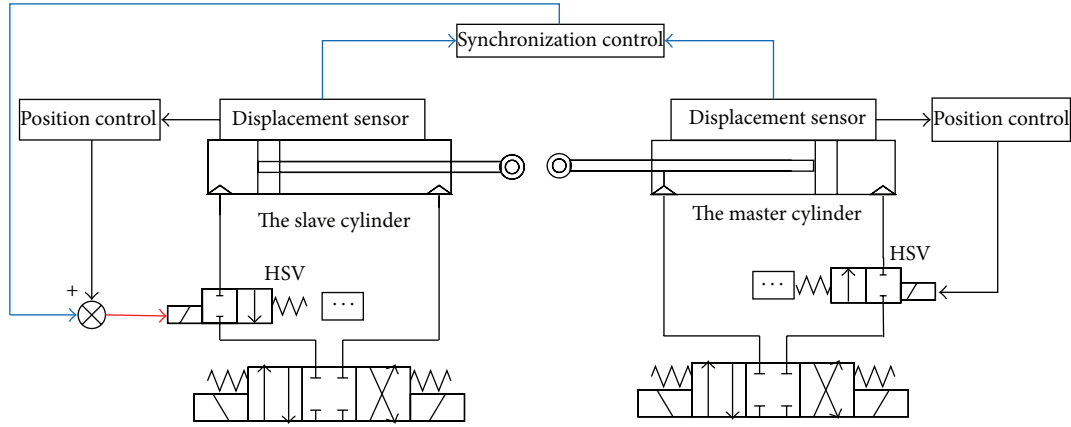 Synchronization control
Position control
Displacement sensor
Displacement sensor
Position control
The slave cylinder
The master cylinder
HSV
HSV
+
...
...